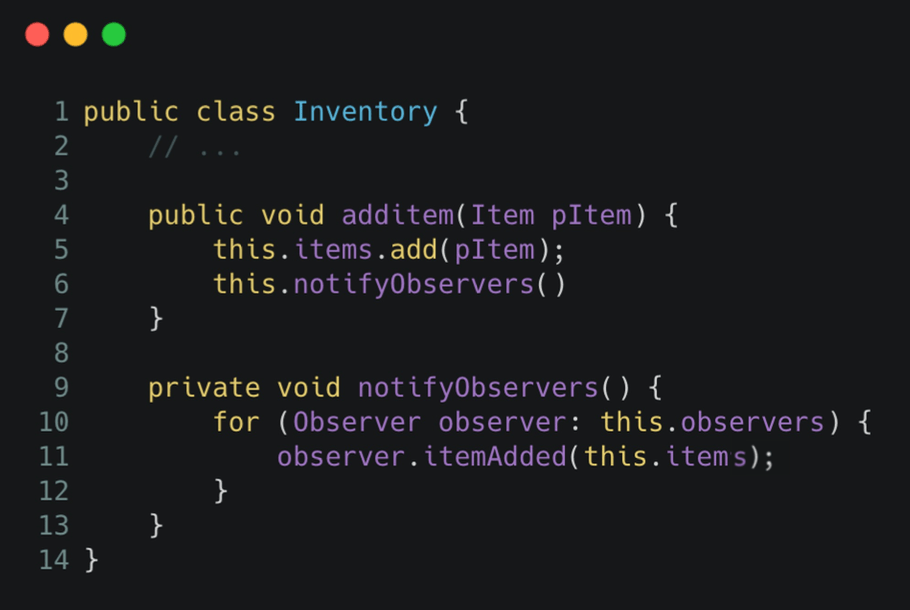 1 public class Inventory {
2     // ...
3
4     public void additem(Item pItem) {
5         this.items.add(pItem);
6         this.notifyObservers()
7     }
8
9     private void notifyObservers() {
10         for (Observer observer: this.observers) {
11             observer.itemAdded(this.items);
12         }
13     }
14 }